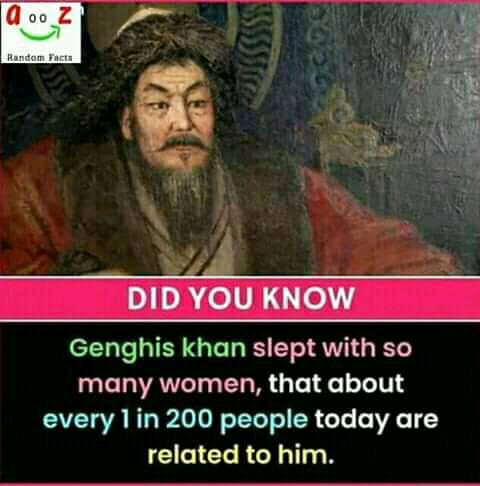 a oo z
Random Facts
DID YOU KNOW
Genghis khan slept with so
many women, that about
every 1 in 200 people today are
related to him.